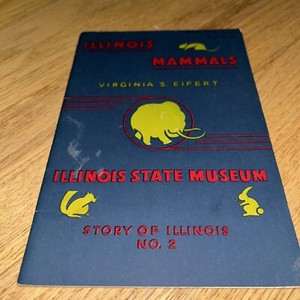 ILLINOIS
MAMMALS
VIRGINIA S. EIFERT
ILLINOIS STATE MUSEUM
STORY OF ILLINOIS
NO. 2